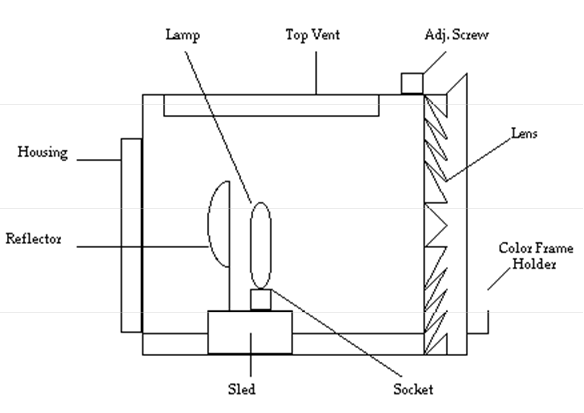 Lamp
Top Vent
Adj. Screw
Lens
Housing
Reflector
Color Frame
Holder
Sled
Socket